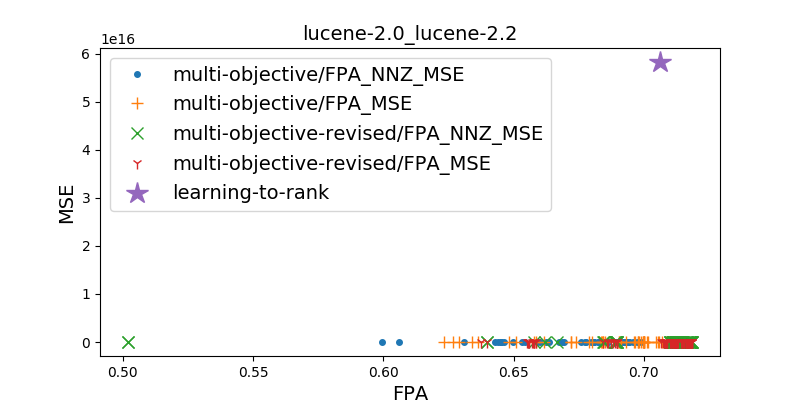 lucene-2.0_lucene-2.2
1e16
6
5
4
3
2
1
0
MSE
multi-objective/FPA_NNZ_MSE
multi-objective/FPA_MSE
multi-objective-revised/FPA_NNZ_MSE
multi-objective-revised/FPA_MSE
learning-to-rank
0.50 0.55 0.60 0.65 0.70
FPA